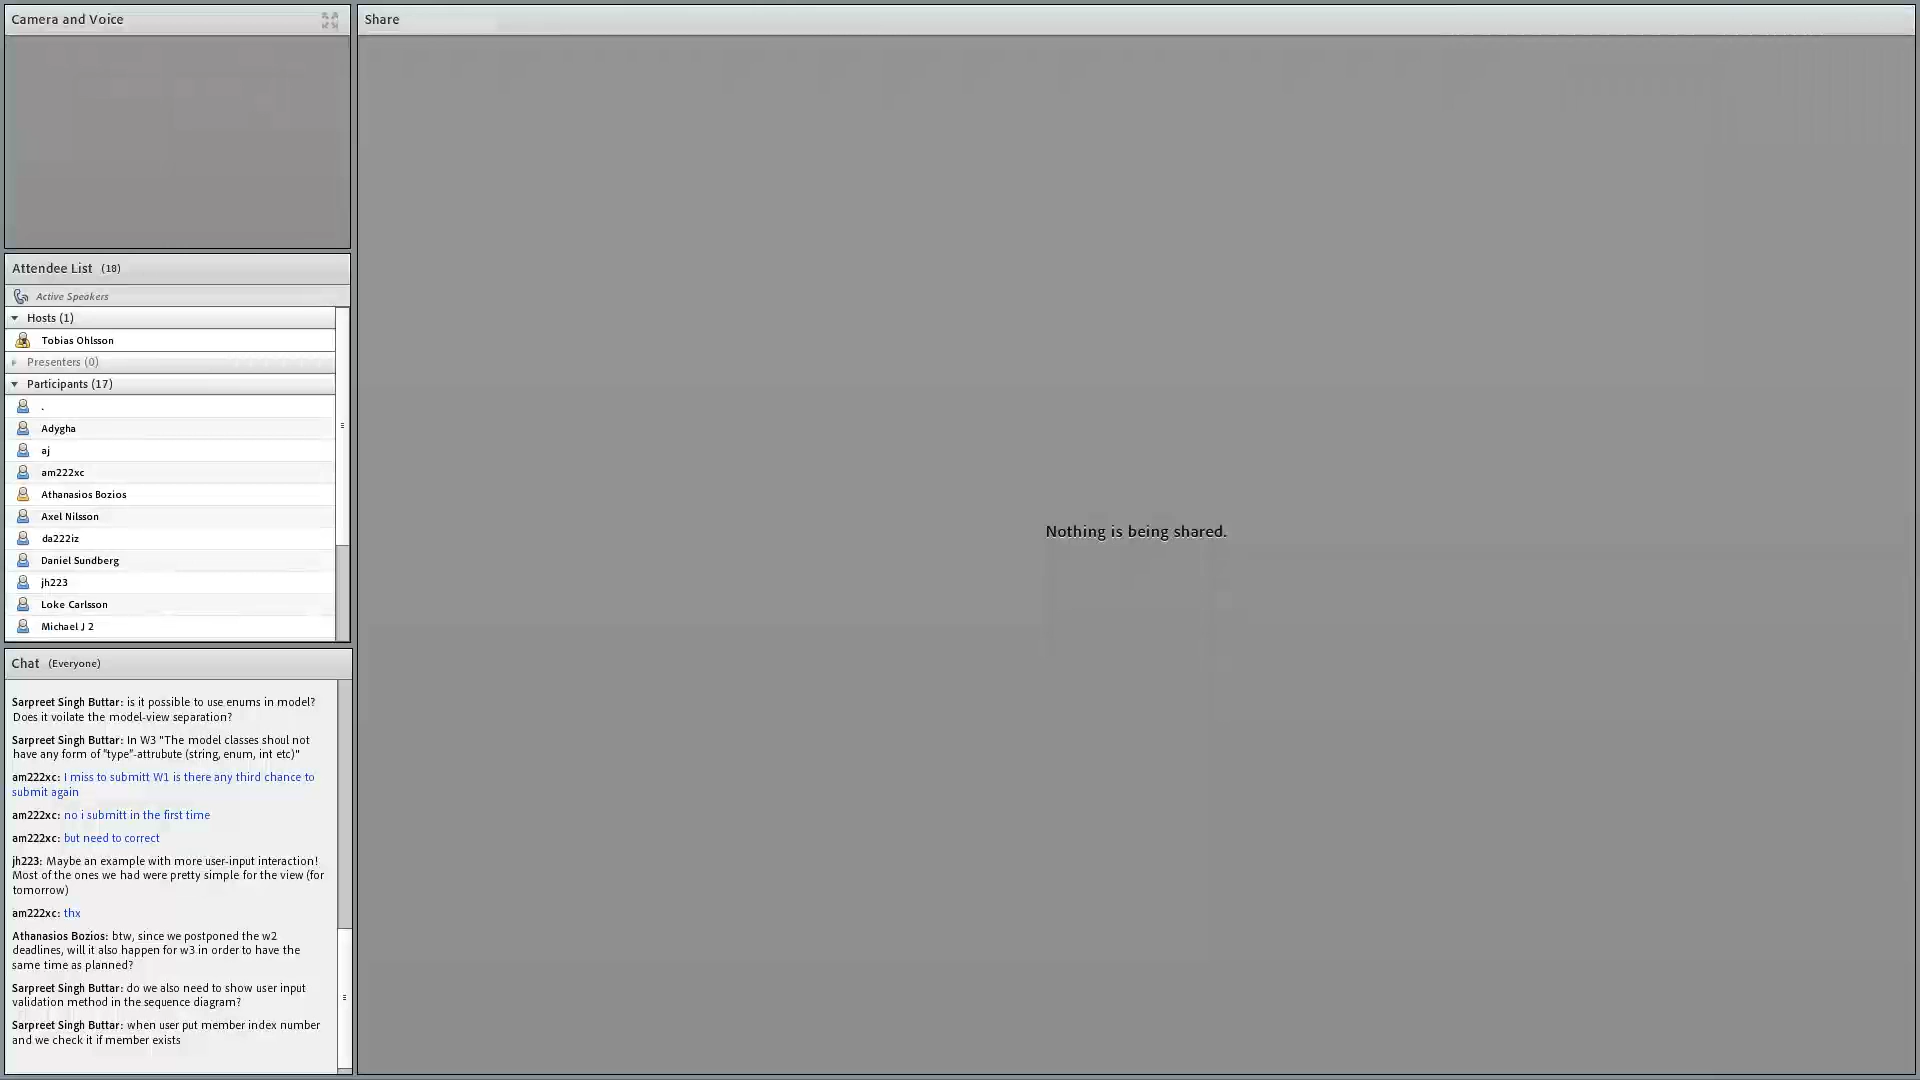 Camera and Voice
Share
Attendee List (18)
Active Speakers
Hosts (1)
Tobias Ohlsson
Presenters (0)
Participants (17)
.
Adygha
aj
am222xc
Athanasios Bozios
Axel Nilsson
da222iz
Daniel Sundberg
jh223
Loke Carlsson
Michael J 2
Nothing is being shared.
Chat (Everyone)
Sarpreet Singh Buttar: is it possible to use enums in model?
Does it voilate the model-view separation?
Sarpreet Singh Buttar: In W3 "The model classes shoul not
have any form of "type"-attrubute (string, enum, int etc)"
am222xc: I miss to submitt W1 is there any third chance to
submit again
am222xc: no i submitt in the first time
am222xc: but need to correct
jh223: Maybe an example with more user-input interaction!
Most of the ones we had were pretty simple for the view (for
tomorrow)
am222xc: thx
Athanasios Bozios: btw, since we postponed the w2
deadlines, will it also happen for w3 in order to have the
same time as planned?
Sarpreet Singh Buttar: do we also need to show user input
validation method in the sequence diagram?
Sarpreet Singh Buttar: when user put member index number
and we check it if member exists